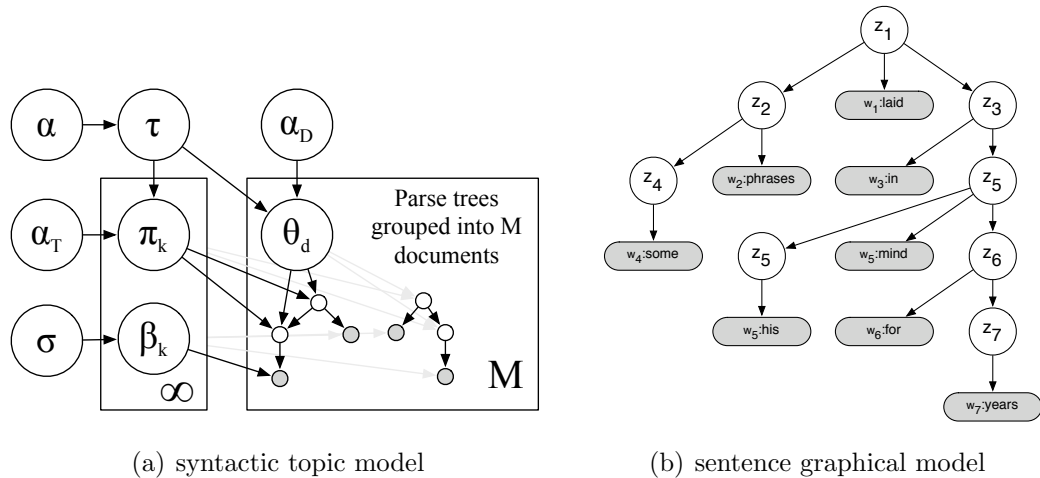 α
τ
α_D
α_T
π_k
θ_d
Parse trees
grouped into M
documents
σ
β_k
∞
M
(a) syntactic topic model
z_1
z_2
w_1:laid
z_3
z_4
w_2:phrases
w_3:in
z_5
w_4:some
z_5
w_5:mind
z_6
w_5:his
w_6:for
z_7
w_7:years
(b) sentence graphical model